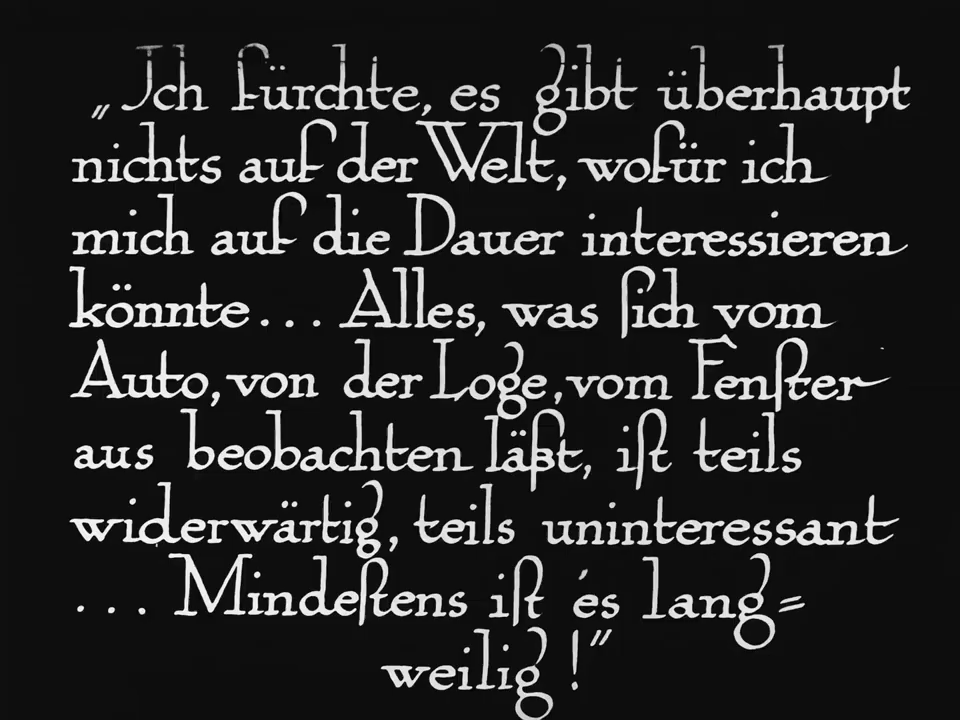 „Ich fürchte, es gibt überhaupt
nichts auf der Welt, wofür ich
mich auf die Dauer interessieren
könnte... Alles, was ſich vom
Auto, von der Loge, vom Fenſter
aus beobachten läßt, iſt teils
widerwärtig, teils uninteressant
... Mindeſtens iſt es lang=
weilig!"